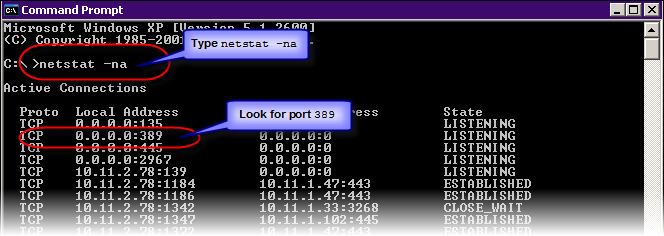 Command Prompt
Microsoft Windows XP [Version 5.1.2600]
(C) Copyright 1985-2001 .
Type netstat -na
C:\>netstat -na
Active Connections
Look for port 389
Proto Local Address ress State
TCP 0.0.0.0:135 0.0.0.0:0 LISTENING
TCP 0.0.0.0:389 0.0.0.0:0 LISTENING
TCP 0.0.0.0:445 0.0.0.0:0 LISTENING
TCP 0.0.0.0:2967 0.0.0.0:0 LISTENING
TCP 10.11.2.78:139 0.0.0.0:0 LISTENING
TCP 10.11.2.78:1184 10.11.1.47:443 ESTABLISHED
TCP 10.11.2.78:1186 10.11.1.47:443 ESTABLISHED
TCP 10.11.2.78:1342 10.11.1.33:3268 CLOSE_WAIT
TCP 10.11.2.78:1347 10.11.1.102:445 ESTABLISHED